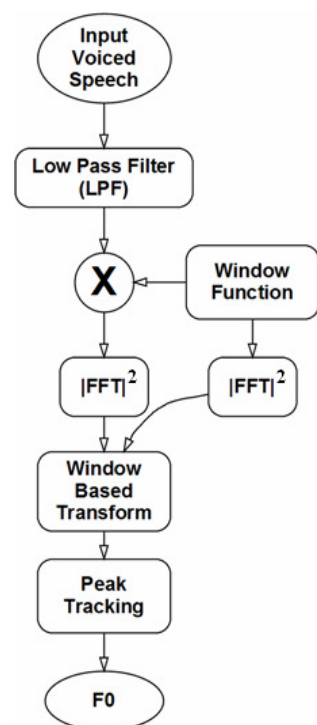 Input
Voiced
Speech
Low Pass Filter
(LPF)
X
Window
Function
|FFT|²
|FFT|²
Window
Based
Transform
Peak
Tracking
F0